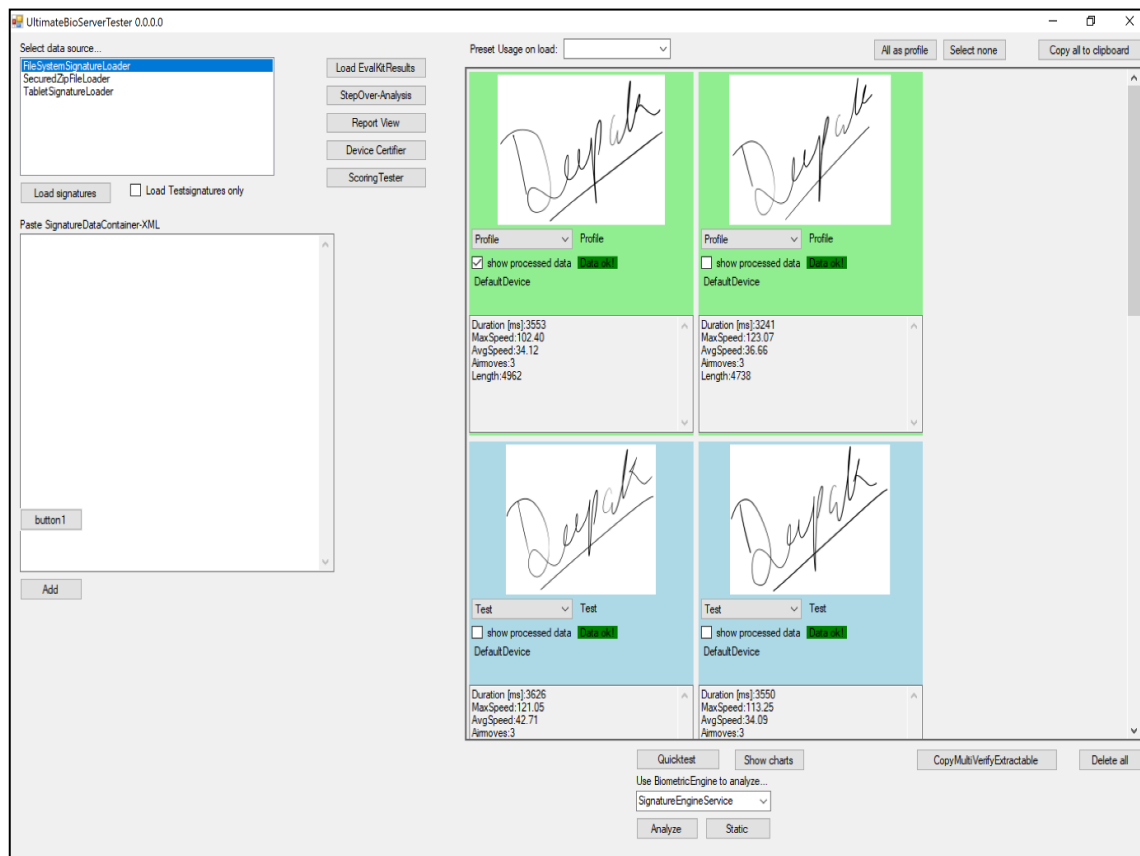 UltimateBioServerTester 0.0.0.0
Select data source...
FileSystemSignatureLoader
SecuredZipFileLoader
TabletSignatureLoader
Load signatures
Load Testsignatures only
Load EvalKitResults
StepOver-Analysis
Report View
Device Certifier
ScoringTester
Paste SignatureDataContainer-XML
button1
Add
Preset Usage on load:
All as profile
Select none
Copy all to clipboard
Deepak
Profile
Profile
show processed data
Data ok!
DefaultDevice
Duration [ms]:3553
MaxSpeed:102.40
AvgSpeed:34.12
Airmoves:3
Length:4962
Deepak
Profile
Profile
show processed data
Data ok!
DefaultDevice
Duration [ms]:3241
MaxSpeed:123.07
AvgSpeed:36.66
Airmoves:3
Length:4738
Deepak
Test
Test
show processed data
Data ok!
DefaultDevice
Duration [ms]:3626
MaxSpeed:121.05
AvgSpeed:42.71
Airmoves:3
Deepak
Test
Test
show processed data
Data ok!
DefaultDevice
Duration [ms]:3550
MaxSpeed:113.25
AvgSpeed:34.09
Airmoves:3
Quicktest
Show charts
CopyMultiVerifyExtractable
Delete all
Use BiometricEngine to analyze...
SignatureEngineService
Analyze
Static